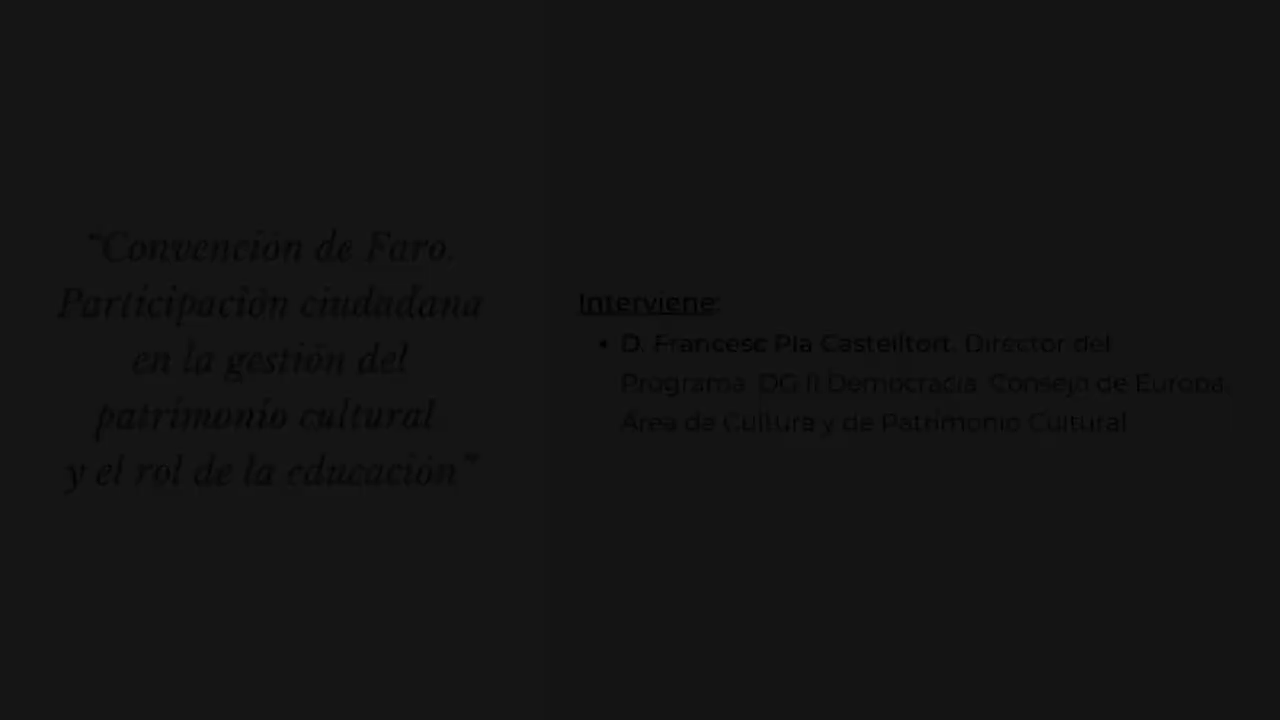 “Convención de Faro.
Participación ciudadana
en la gestión del
patrimonio cultural
y el rol de la educación”
Interviene:
• D. Francesc Pla Castelltort. Director del
Programa. DG II Democracia. Consejo de Europa.
Área de Cultura y de Patrimonio Cultural